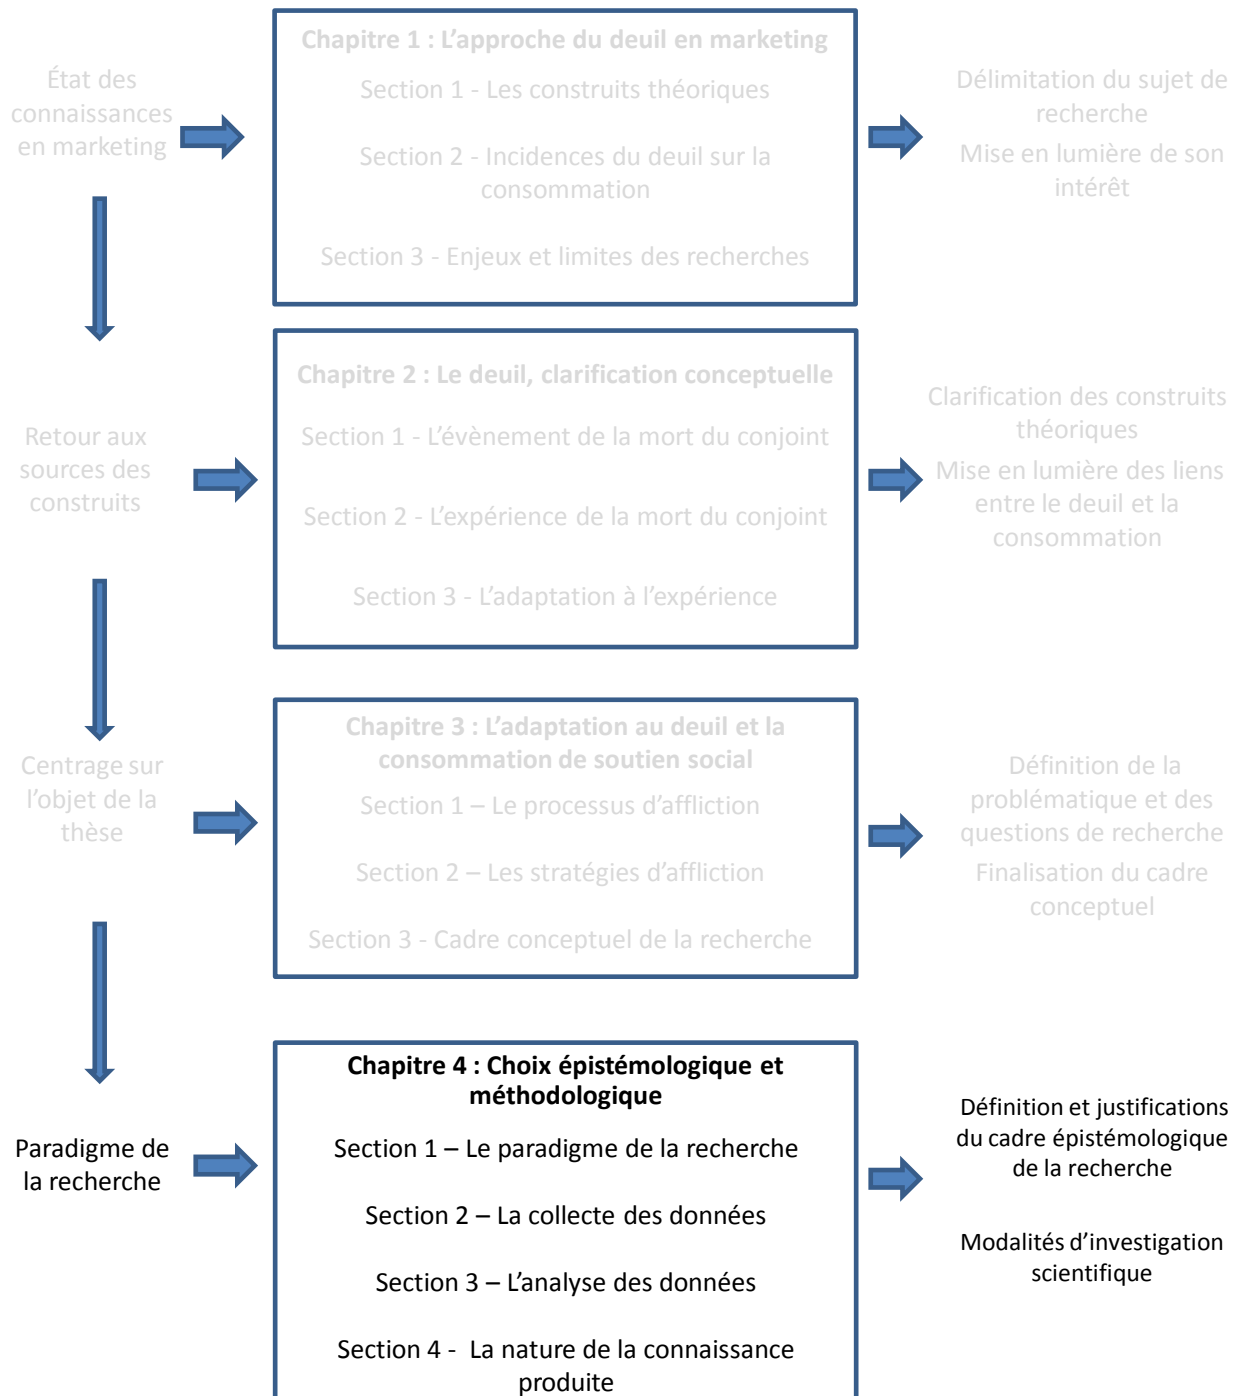 État des
connaissances
en marketing
Chapitre 1 : L'approche du deuil en marketing
Section 1 - Les construits théoriques
Section 2 - Incidences du deuil sur la
consommation
Section 3 - Enjeux et limites des recherches
Délimitation du sujet de
recherche
Mise en lumière de son
intérêt
Retour aux
sources des
construits
Chapitre 2 : Le deuil, clarification conceptuelle
Section 1 - L'évènement de la mort du conjoint
Section 2 - L'expérience de la mort du conjoint
Section 3 - L'adaptation à l'expérience
Clarification des construits
théoriques
Mise en lumière des liens
entre le deuil et la
consommation
Centrage sur
l'objet de la
thèse
Chapitre 3 : L'adaptation au deuil et la
consommation de soutien social
Section 1 – Le processus d'affliction
Section 2 – Les stratégies d'affliction
Section 3 - Cadre conceptuel de la recherche
Définition de la
problématique et des
questions de recherche
Finalisation du cadre
conceptuel
Paradigme de
la recherche
Chapitre 4 : Choix épistémologique et
méthodologique
Section 1 – Le paradigme de la recherche
Section 2 – La collecte des données
Section 3 – L'analyse des données
Section 4 - La nature de la connaissance
produite
Définition et justifications
du cadre épistémologique
de la recherche
Modalités d'investigation
scientifique